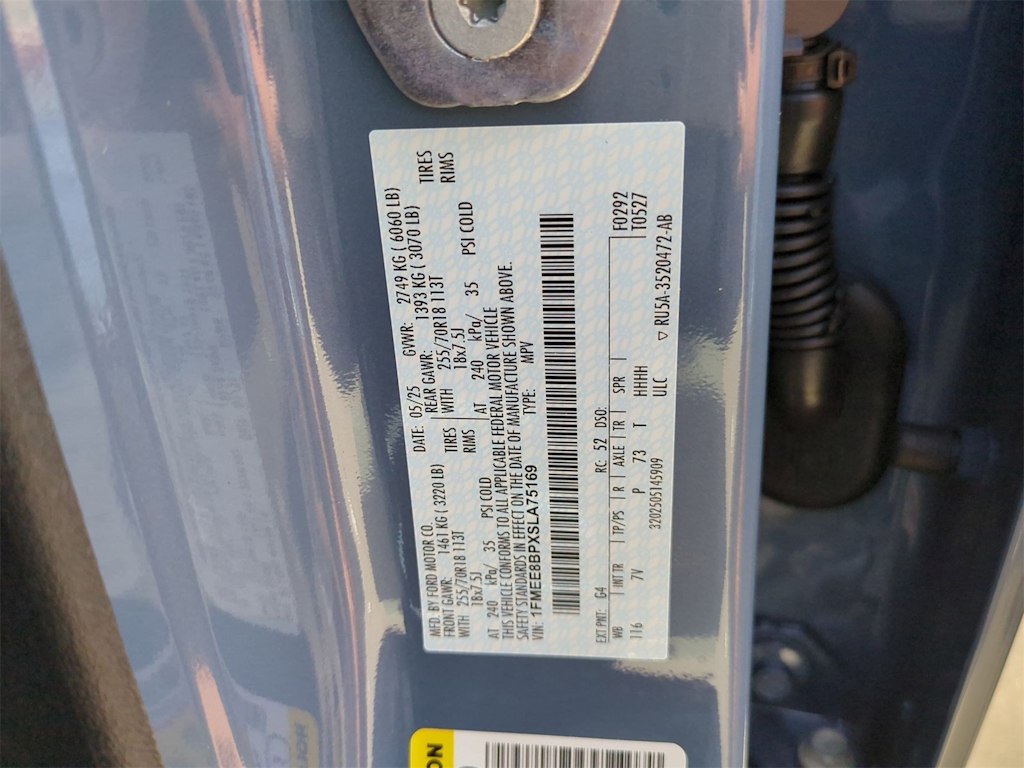 MFD. BY FORD MOTOR CO. DATE: 05/25 GVWR: 2749 KG ( 6060 LB)
FRONT GAWR: 1461 KG ( 3220 LB) REAR GAWR: 1393 KG ( 3070 LB)
WITH 255/70R18 113T TIRES WITH 255/70R18 113T TIRES
18x7.5J RIMS 18x7.5J RIMS
AT 240 kPa/ 35 PSI COLD AT 240 kPa/ 35 PSI COLD
THIS VEHICLE CONFORMS TO ALL APPLICABLE FEDERAL MOTOR VEHICLE
SAFETY STANDARDS IN EFFECT ON THE DATE OF MANUFACTURE SHOWN ABOVE.
VIN: 1FMEE8BPXSLA75169 TYPE: MPV
EXT PNT: G4 RC: 52 DSO: F0292
WB INT TR TP/PS R AXLE TR SPR T0527
116 7V P 73 T HHHH
3202505145909 ULC ▽ RU5A-3520472-AB
ON